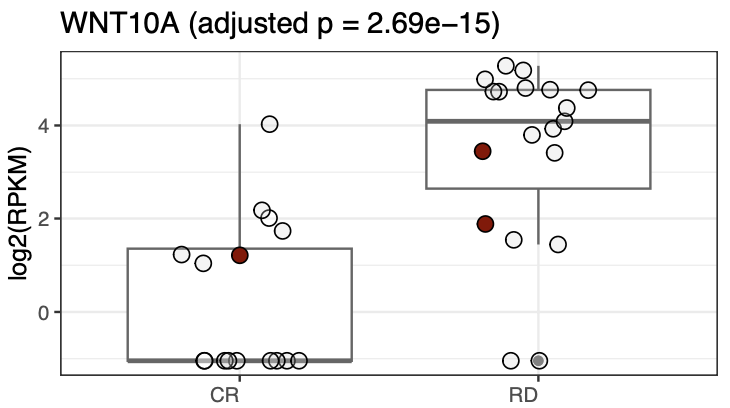 WNT10A (adjusted p = 2.69e−15)
log2(RPKM)
4
2
0
CR
RD